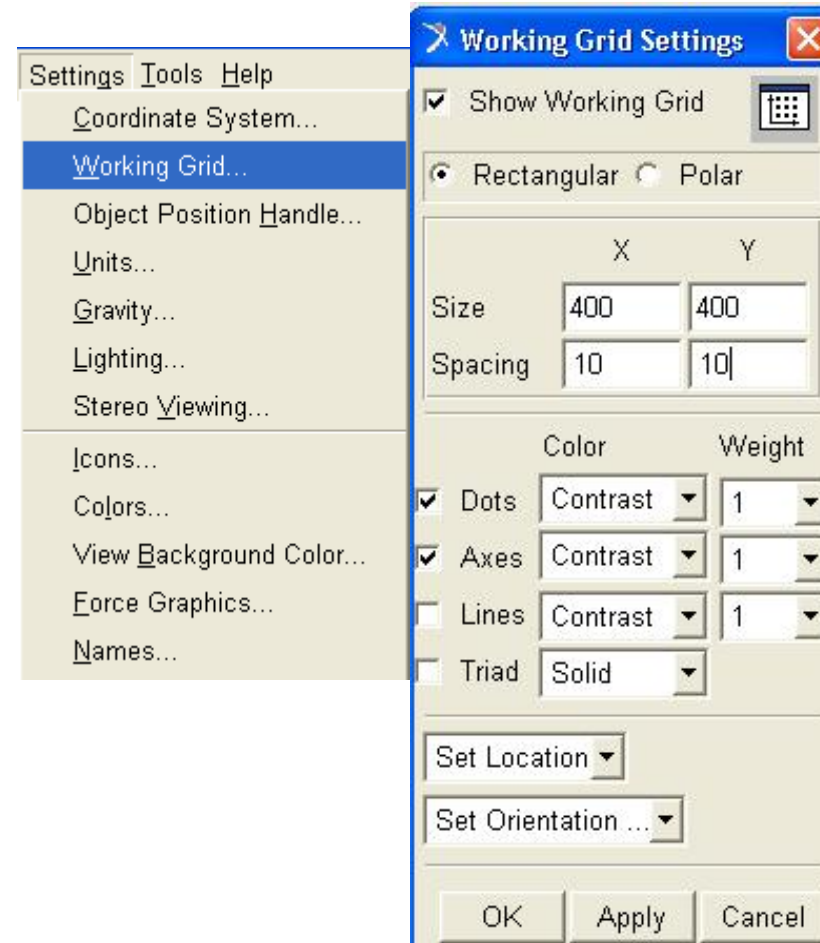 Settings Tools Help
Coordinate System...
Working Grid...
Object Position Handle...
Units...
Gravity...
Lighting...
Stereo Viewing...
Icons...
Colors...
View Background Color...
Force Graphics...
Names...
Working Grid Settings
Show Working Grid
Rectangular Polar
X Y
Size 400 400
Spacing 10 10
Color Weight
Dots Contrast 1
Axes Contrast 1
Lines Contrast 1
Triad Solid
Set Location
Set Orientation ...
OK Apply Cancel